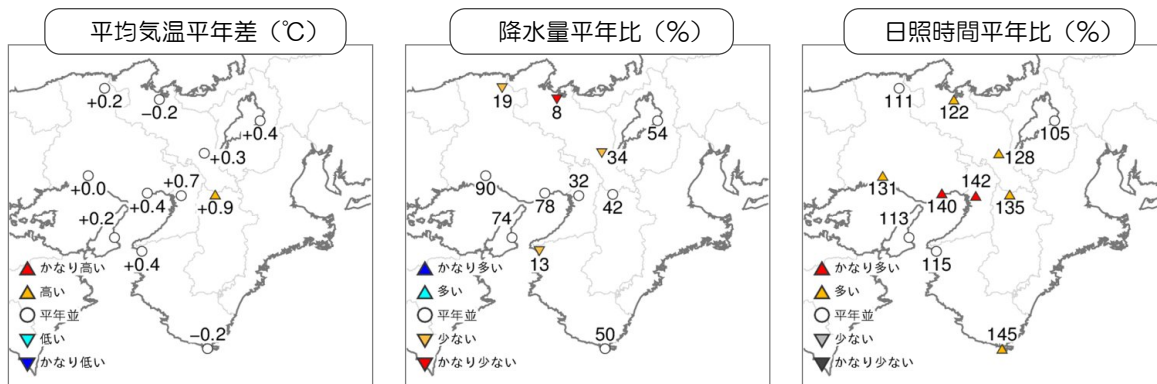 平均気温平年差（℃）
+0.2
−0.2
+0.4
+0.3
+0.0
+0.7
+0.4
+0.9
+0.2
+0.4
−0.2
かなり高い
高い
平年並
低い
かなり低い
降水量平年比（%）
19
8
54
34
90
32
78
42
74
13
50
かなり多い
多い
平年並
少ない
かなり少ない
日照時間平年比（%）
111
122
105
128
131
142
140
135
113
115
145
かなり多い
多い
平年並
少ない
かなり少ない